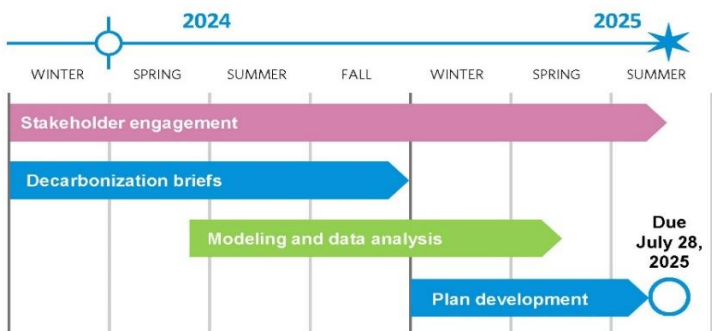 2024 2025
WINTER SPRING SUMMER FALL WINTER SPRING SUMMER
Stakeholder engagement
Decarbonization briefs
Modeling and data analysis
Due
July 28,
2025
Plan development